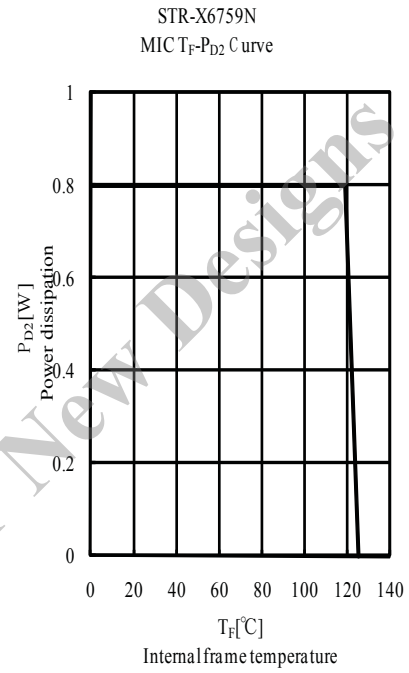 STR-X6759N
MIC TF-PD2 Curve
1
0.8
0.6
0.4
0.2
0
PD2[W]
Power dissipation
0 20 40 60 80 100 120 140
TF[℃]
Internal frame temperature
New Designs